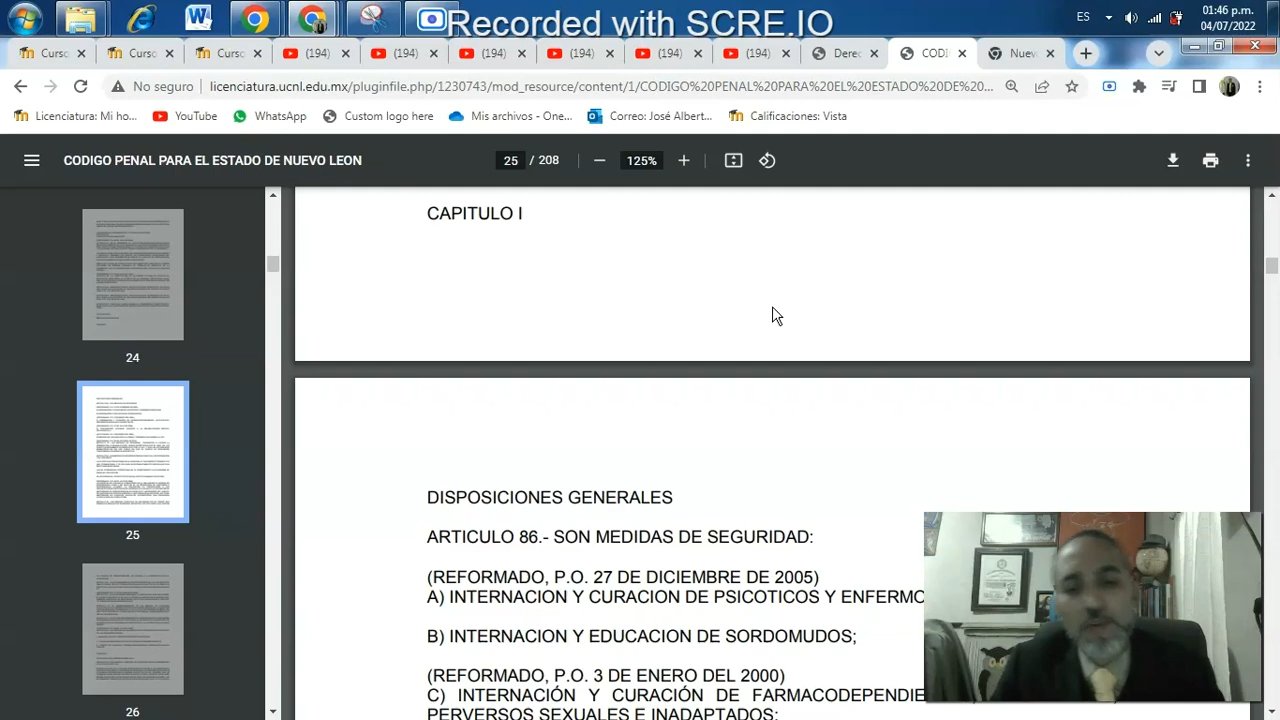 Recorded with SCRE.IO
ES
01:46 p.m.
04/07/2022
Curso
Curso
Curso
(194)
(194)
(194)
(194)
(194)
(194)
Derec
CODI
Nuev
No seguro
licenciatura.ucnl.edu.mx/pluginfile.php/1230743/mod_resource/content/1/CODIGO%20PENAL%20PARA%20EL%20ESTADO%20DE%20...
Licenciatura: Mi ho...
YouTube
WhatsApp
Custom logo here
Mis archivos - One...
Correo: José Albert...
Calificaciones: Vista
CODIGO PENAL PARA EL ESTADO DE NUEVO LEON
25 / 208
125%
24
25
26
CAPITULO I
DISPOSICIONES GENERALES
ARTICULO 86.- SON MEDIDAS DE SEGURIDAD:
(REFORMADO, P.O. 27 DE DICIEMBRE DE 2005)
A) INTERNACION Y CURACION DE PSICOTICOS Y ENFERMO
B) INTERNACION Y EDUCACION DE SORDOMUDOS;
(REFORMADO, P.O. 3 DE ENERO DEL 2000)
C) INTERNACIÓN Y CURACIÓN DE FARMACODEPENDIE
PERVERSOS SEXUALES E INADAPTADOS;